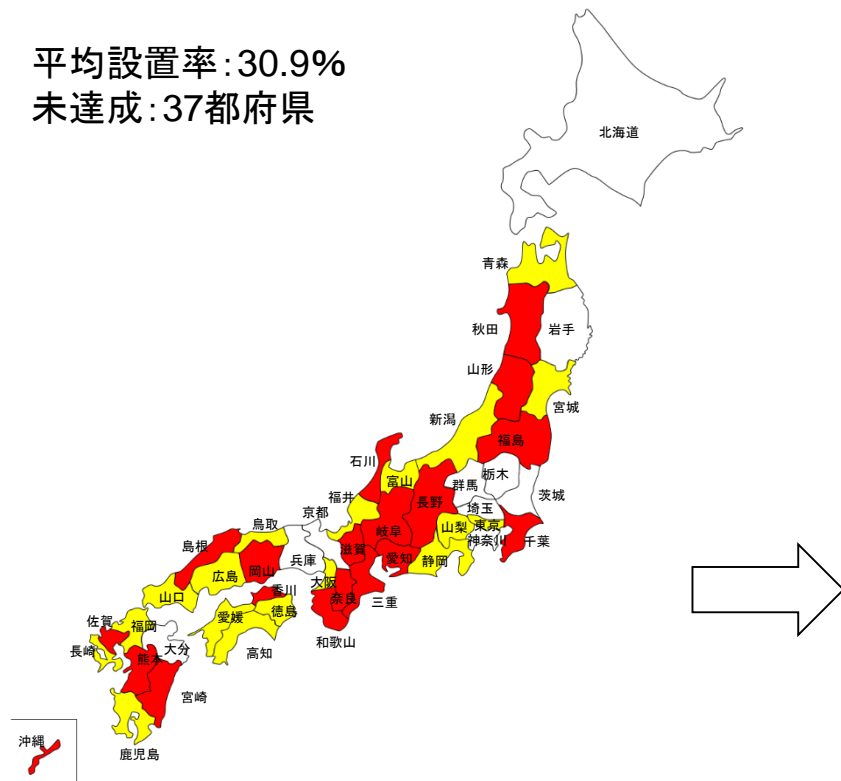 平均設置率：30.9%
未達成：37都府県
北海道
青森
秋田
岩手
山形
宮城
新潟
福島
石川
富山
群馬
栃木
茨城
福井
長野
埼玉
京都
山梨
東京
鳥取
岐阜
神奈川
千葉
島根
滋賀
愛知
静岡
兵庫
岡山
広島
大阪
奈良
三重
山口
香川
徳島
愛媛
佐賀
福岡
和歌山
長崎
大分
高知
熊本
宮崎
沖縄
鹿児島